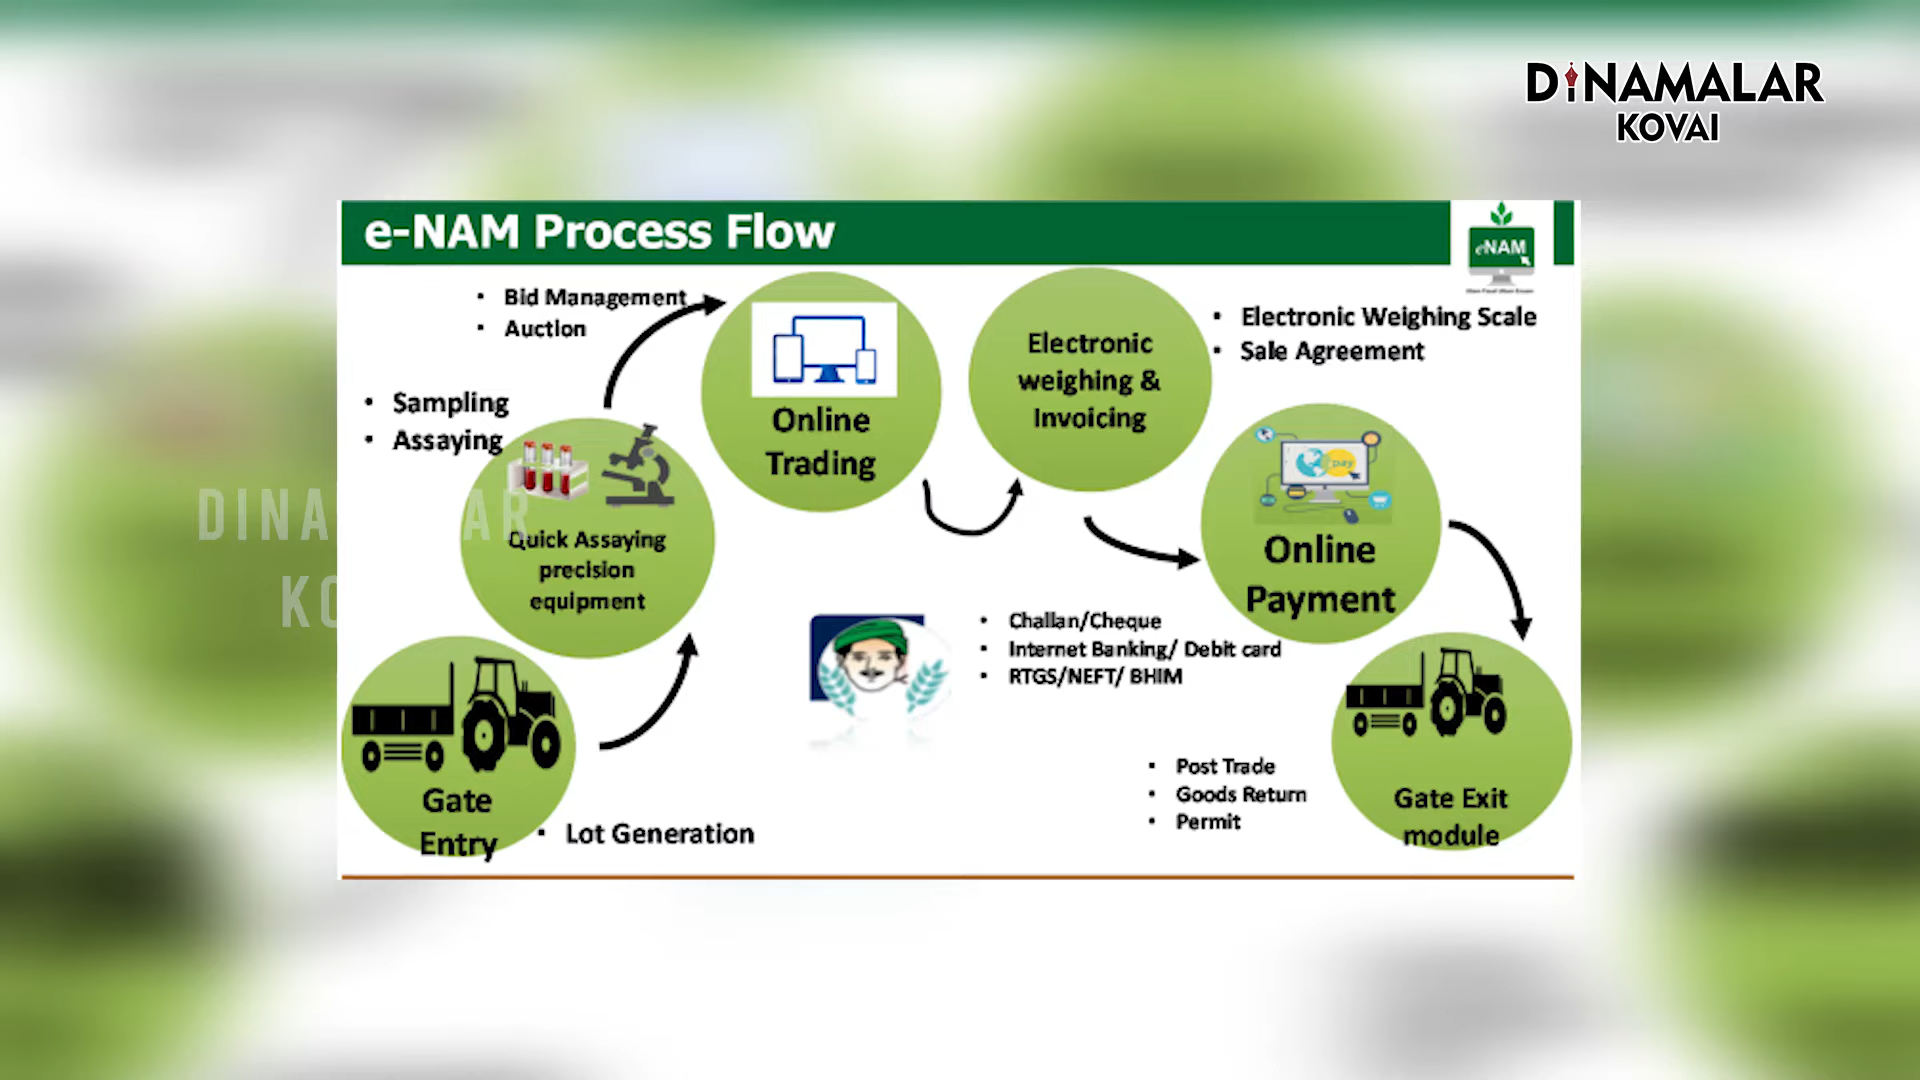 DINAMALAR
KOVAI
e-NAM Process Flow
eNAM
• Bid Management
• Auction
• Sampling
• Assaying
Quick Assaying
precision
equipment
Online
Trading
Electronic
weighing &
Invoicing
• Electronic Weighing Scale
• Sale Agreement
pay
Online
Payment
• Challan/Cheque
• Internet Banking/ Debit card
• RTGS/NEFT/ BHIM
Gate
Entry
• Lot Generation
• Post Trade
• Goods Return
• Permit
Gate Exit
module